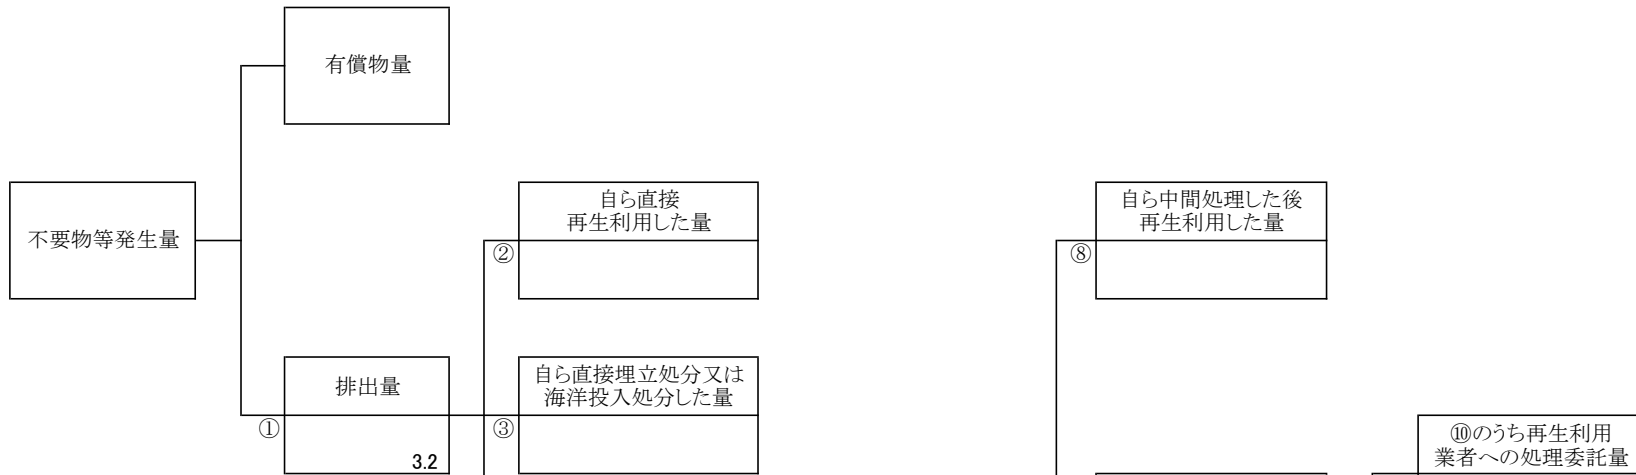 有償物量
不要物等発生量
自ら直接
再生利用した量
②
自ら中間処理した後
再生利用した量
⑧
排出量
①
3.2
自ら直接埋立処分又は
海洋投入処分した量
③
⑩のうち再生利用
業者への処理委託量